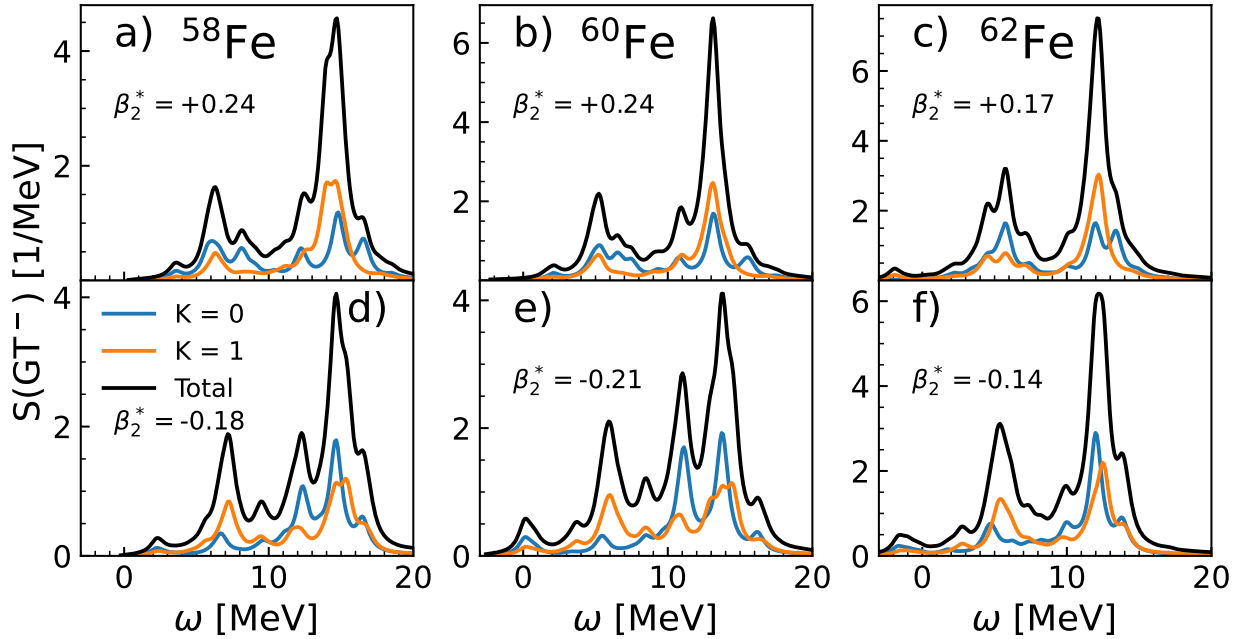 a) ⁵⁸Fe
β₂* = +0.24
b) ⁶⁰Fe
β₂* = +0.24
c) ⁶²Fe
β₂* = +0.17
4
2
6
4
2
6
4
2
0
S(GT⁻) [1/MeV]
d)
K = 0
K = 1
Total
β₂* = -0.18
e)
β₂* = -0.21
f)
β₂* = -0.14
4
2
0
4
2
0
6
4
2
0
0 10 20
0 10 20
0 10 20
ω [MeV]
ω [MeV]
ω [MeV]